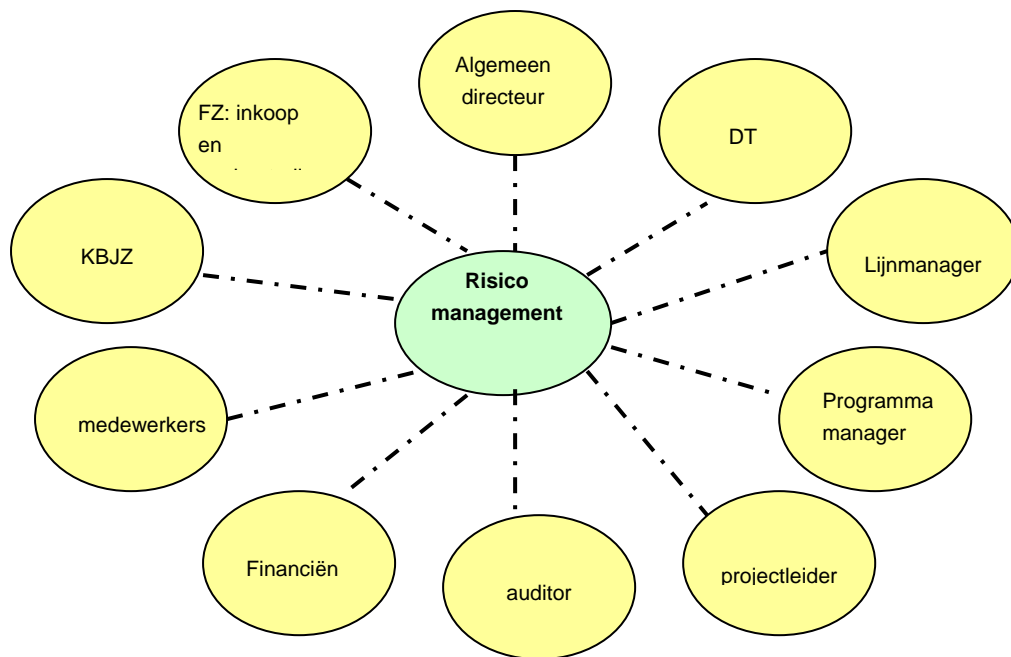 Algemeen
directeur
FZ: inkoop
en
DT
KBJZ
Lijnmanager
Risico
management
medewerkers
Programma
manager
Financiën
auditor
projectleider